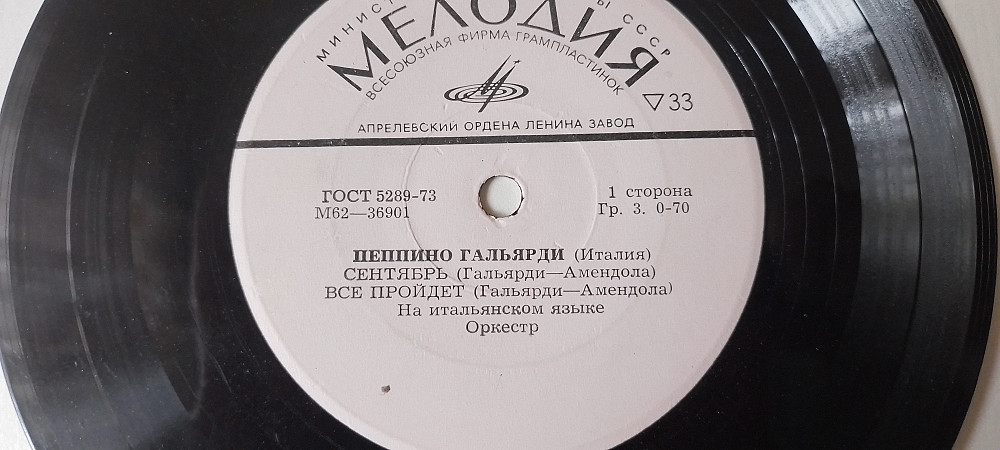 МЕЛОДИЯ
ВСЕСОЮЗНАЯ ФИРМА ГРАМПЛАСТИНОК
СССР
▽33
АПРЕЛЕВСКИЙ ОРДЕНА ЛЕНИНА ЗАВОД
ГОСТ 5289-73
М62—36901
1 сторона
Гр. 3. 0-70
ПЕППИНО ГАЛЬЯРДИ (Италия)
СЕНТЯБРЬ (Гальярди—Амендола)
ВСЕ ПРОЙДЕТ (Гальярди—Амендола)
На итальянском языке
Оркестр